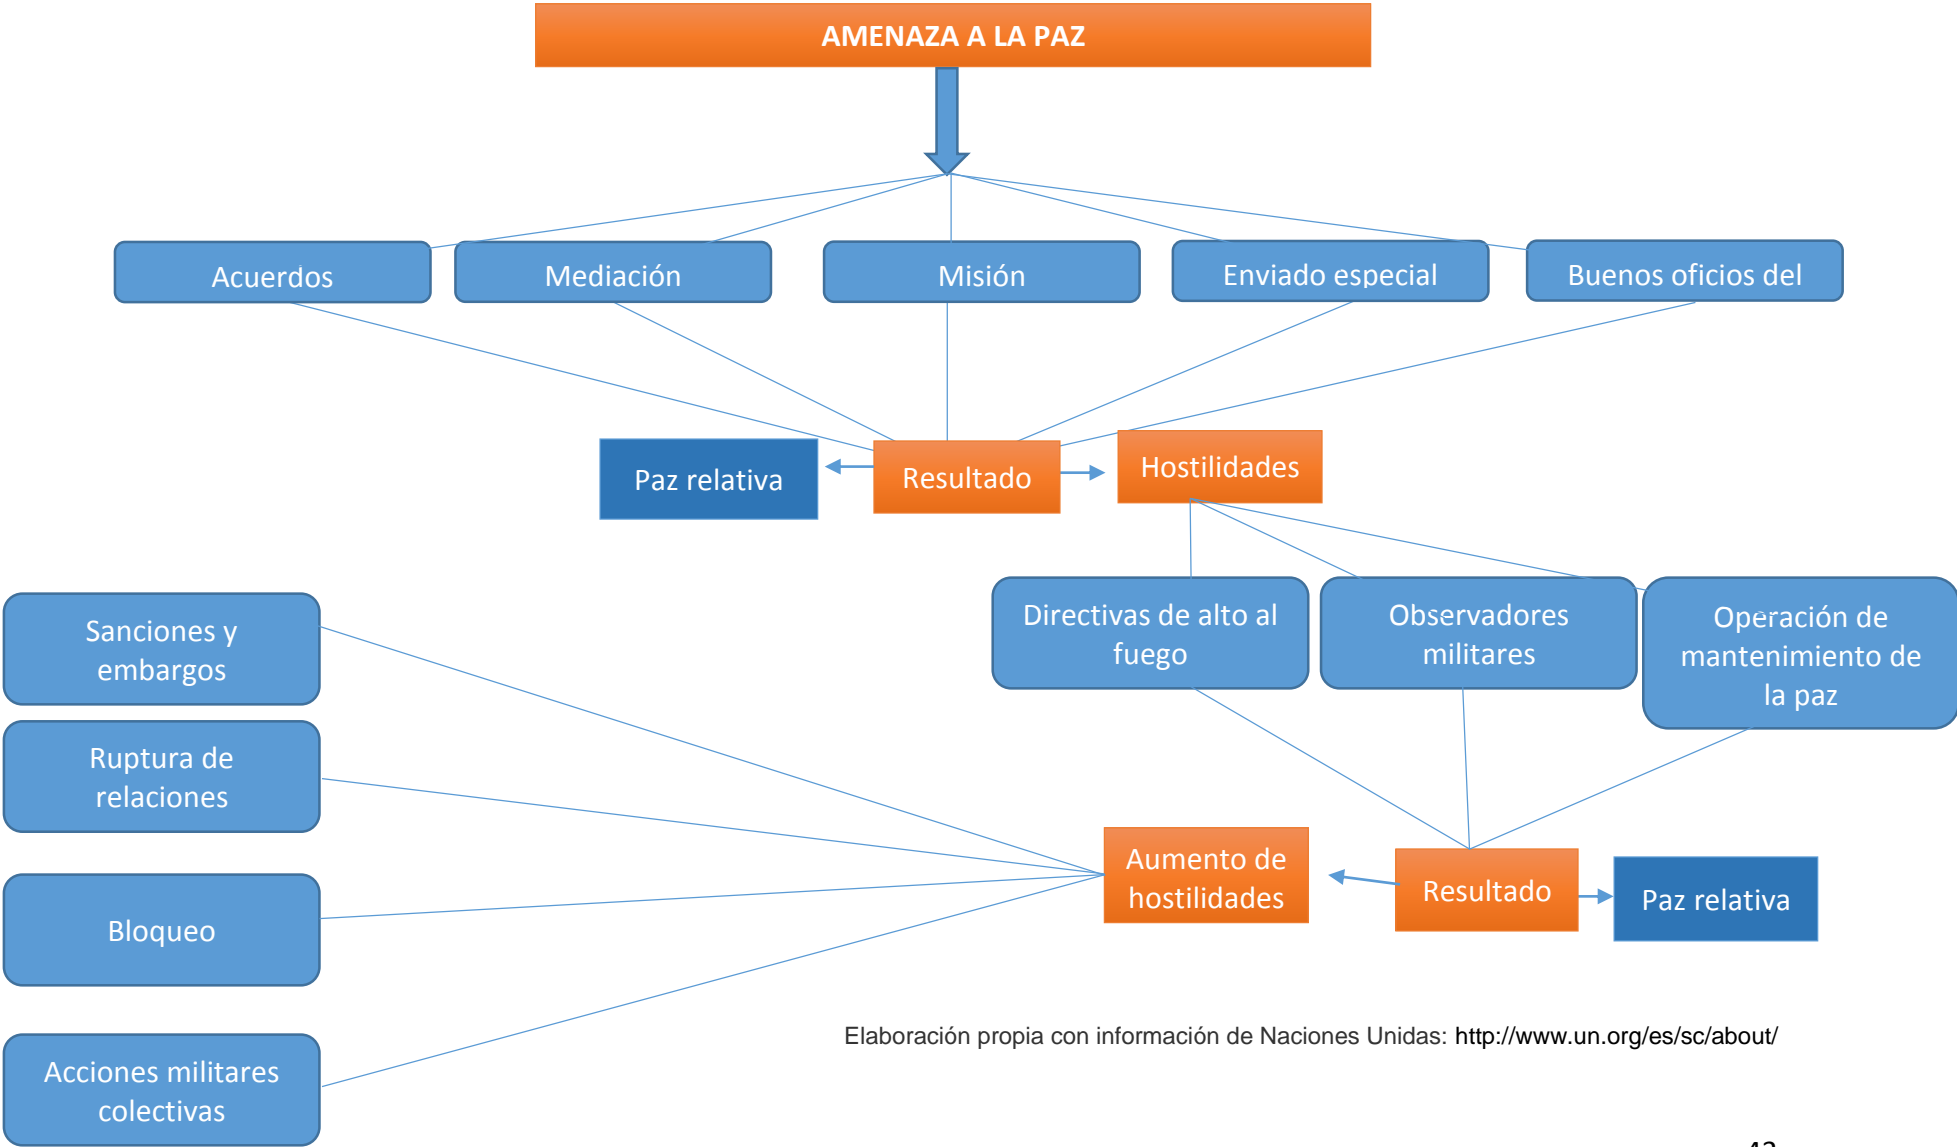 AMENAZA A LA PAZ
Acuerdos
Mediación
Misión
Enviado especial
Buenos oficios del
Paz relativa
Resultado
Hostilidades
Directivas de alto al
fuego
Observadores
militares
Operación de
mantenimiento de
la paz
Sanciones y
embargos
Ruptura de
relaciones
Bloqueo
Acciones militares
colectivas
Aumento de
hostilidades
Resultado
Paz relativa
Elaboración propia con información de Naciones Unidas: http://www.un.org/es/sc/about/